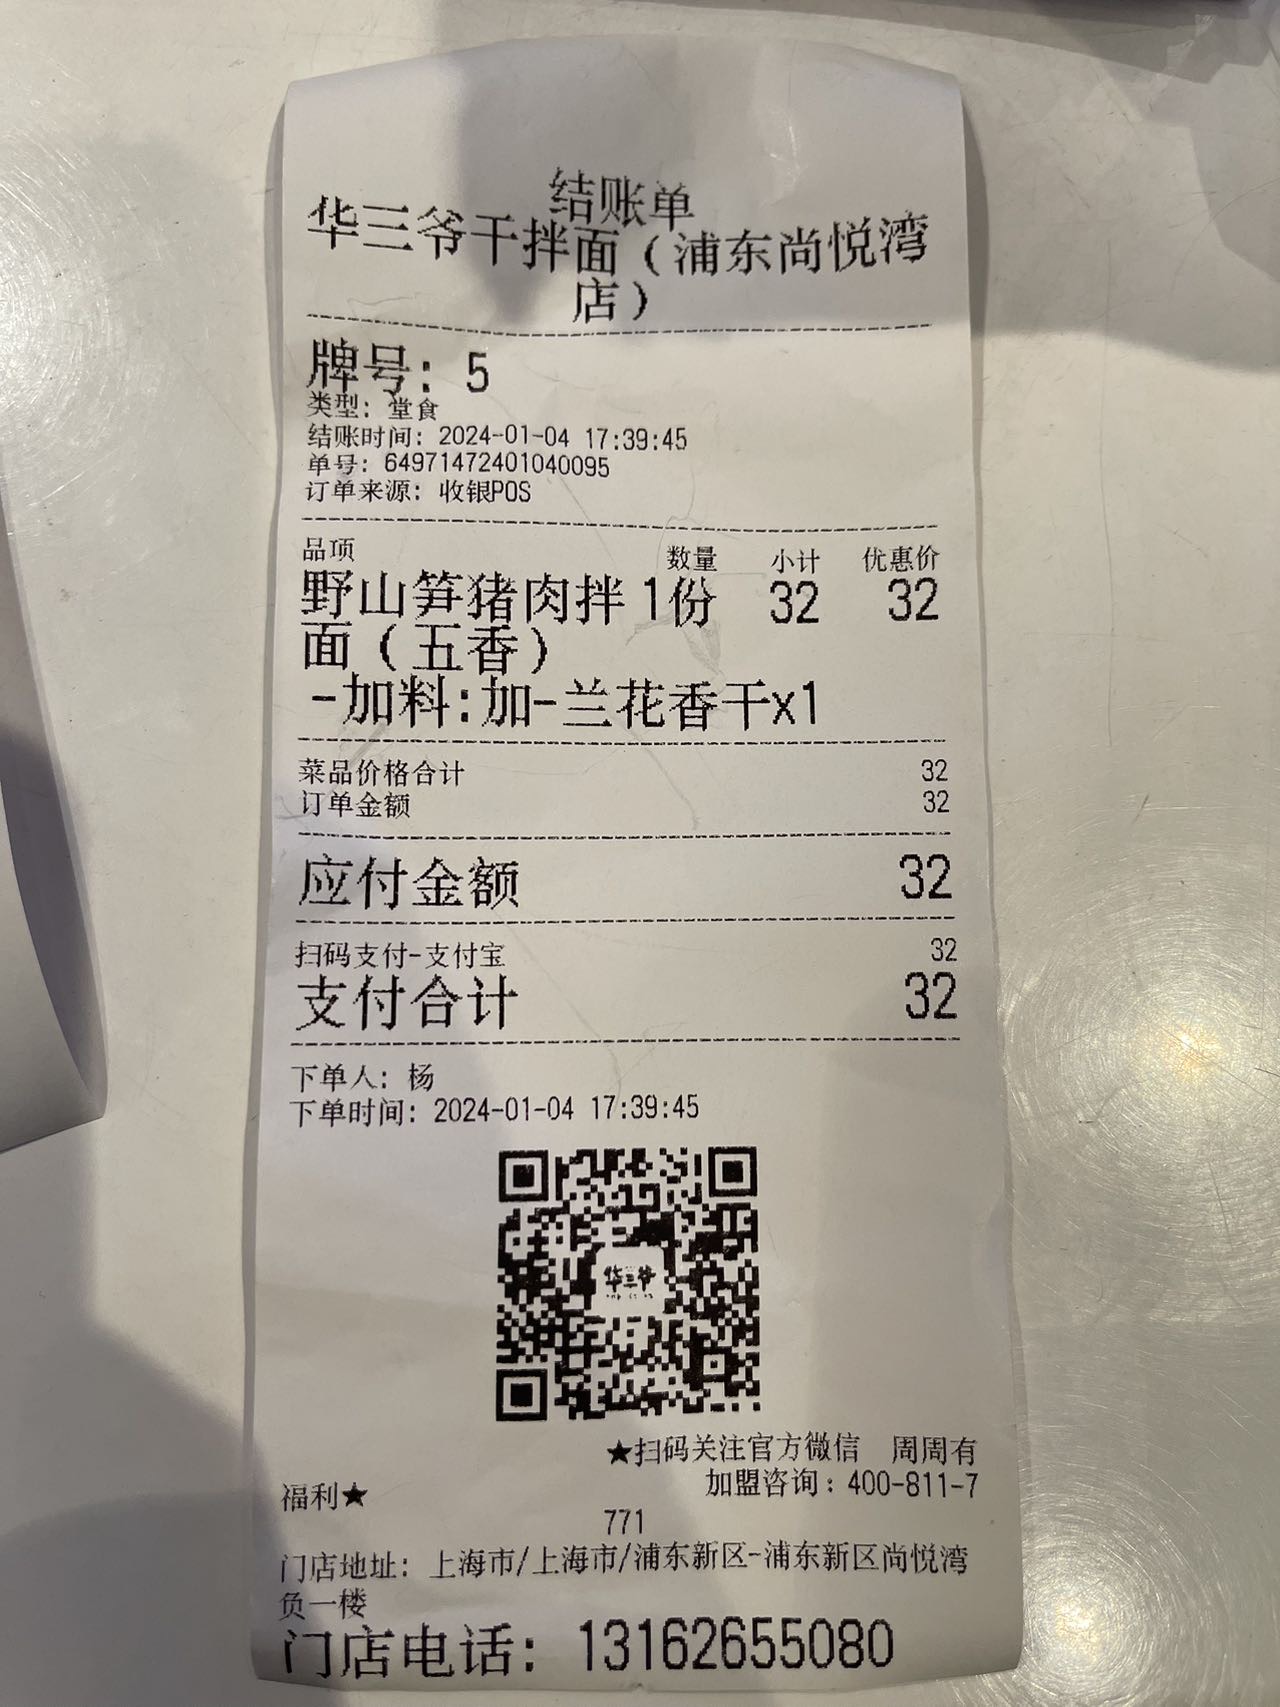 结账单
华三爷干拌面（浦东尚悦湾
店）
牌号：5
类型：堂食
结账时间：2024-01-04 17:39:45
单号：64971472401040095
订单来源：收银POS
品项 数量 小计 优惠价
野山笋猪肉拌 1份 32 32
面（五香）
-加料:加-兰花香干x1
菜品价格合计 32
订单金额 32
应付金额 32
扫码支付-支付宝 32
支付合计 32
下单人：杨
下单时间：2024-01-04 17:39:45
华三爷
★扫码关注官方微信 周周有
福利★ 加盟咨询：400-811-7
771
门店地址：上海市/上海市/浦东新区-浦东新区尚悦湾
负一楼
门店电话：13162655080